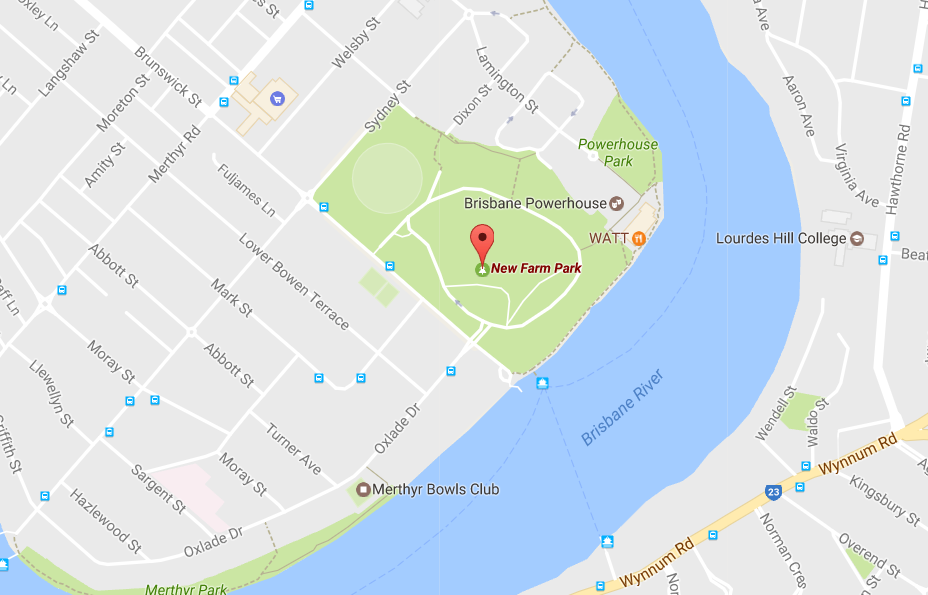 oxley Ln
Langshaw St
Brunswick St
Welsby St
ss St
Lamington St
Dixon St
Sydney St
Moreton St
Merthyr Rd
Amity St
Fuljames Ln
Powerhouse
Park
Brisbane Powerhouse
WATT
New Farm Park
Ave
Aaron Ave
Virginia Ave
Hawthorne Rd
Lourdes Hill College
Beat
Lower Bowen Terrace
Abbott St
Mark St
Moray St
Abbott St
Llewellyn St
Griffith St
Turner Ave
Moray St
Sargent St
Hazlewood St
Oxlade Dr
Oxlade Dr
Merthyr Bowls Club
Merthyr Park
Brisbane River
Wendell St
Waldo St
Wynnum Rd
23
Wynnum Rd
Kingsbury St
Norman Cres
Overend St